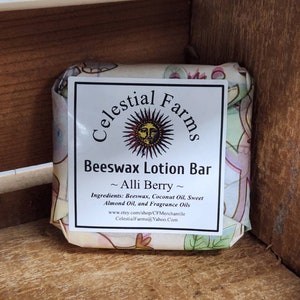 Celestial Farms
Beeswax Lotion Bar
~ Alli Berry ~
Ingredients: Beeswax, Coconut Oil, Sweet
Almond Oil, and Fragrance Oils
www.etsy.com/shop/CFMercantile
CelestialFarms@Yahoo.Com